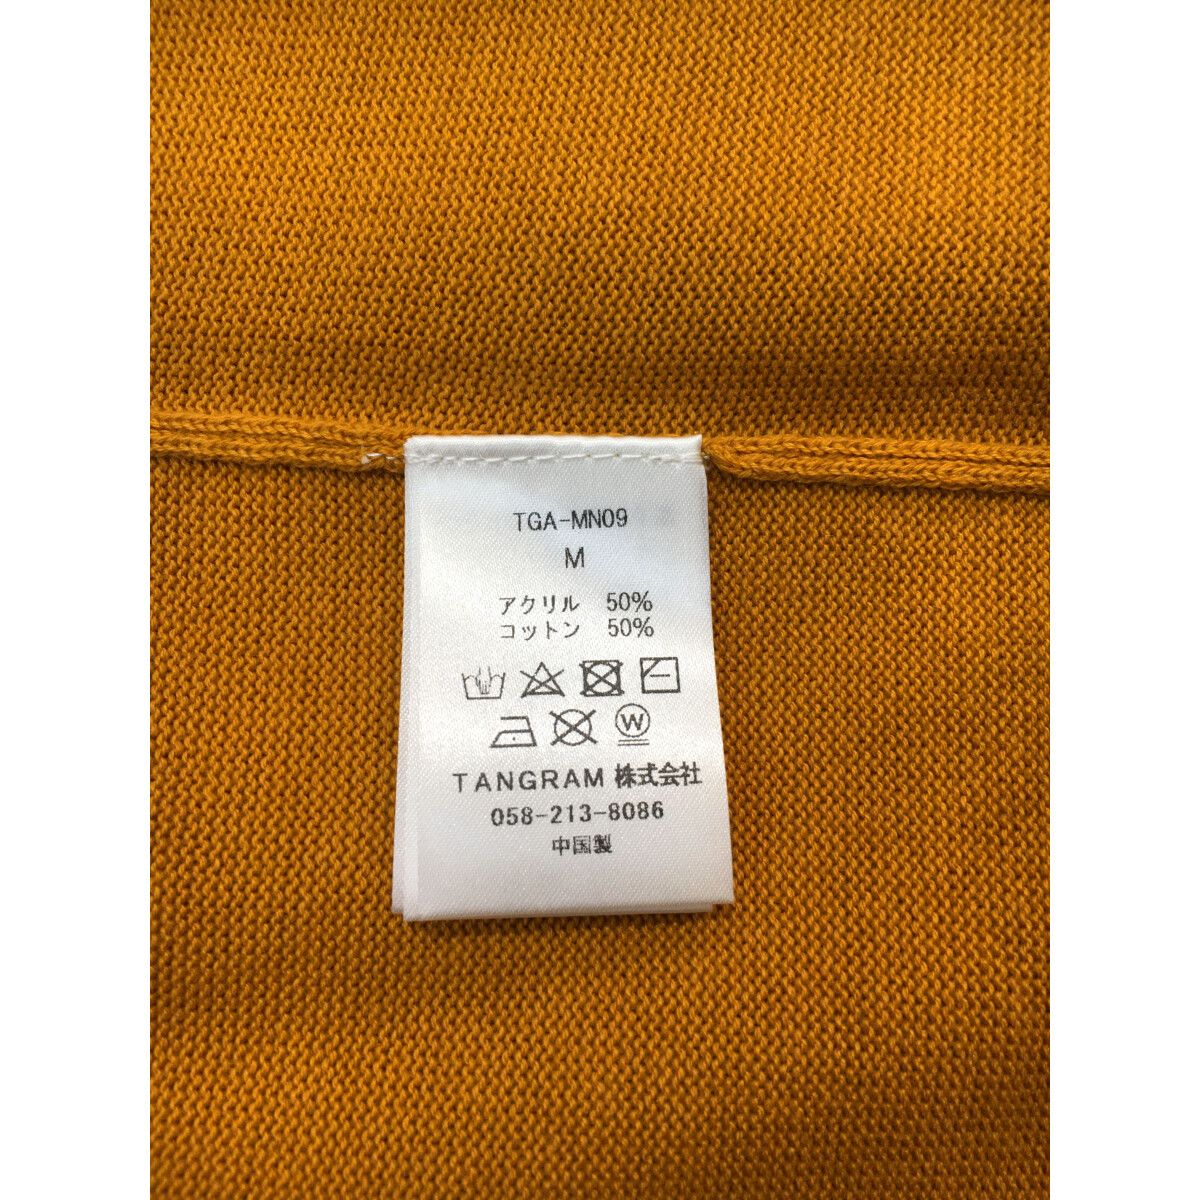 TGA-MN09
M
アクリル 50%
コットン 50%
W
TANGRAM 株式会社
058-213-8086
中国製